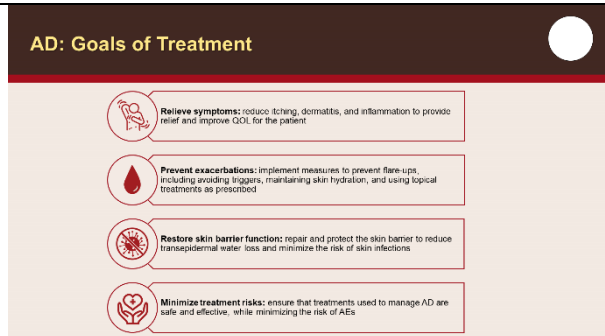 AD: Goals of Treatment
Relieve symptoms: reduce itching, dermatitis, and inflammation to provide
relief and improve QOL for the patient
Prevent exacerbations: implement measures to prevent flare-ups,
including avoiding triggers, maintaining skin hydration, and using topical
treatments as prescribed
Restore skin barrier function: repair and protect the skin barrier to reduce
transepidermal water loss and minimize the risk of skin infections
Minimize treatment risks: ensure that treatments used to manage AD are
safe and effective, while minimizing the risk of AEs